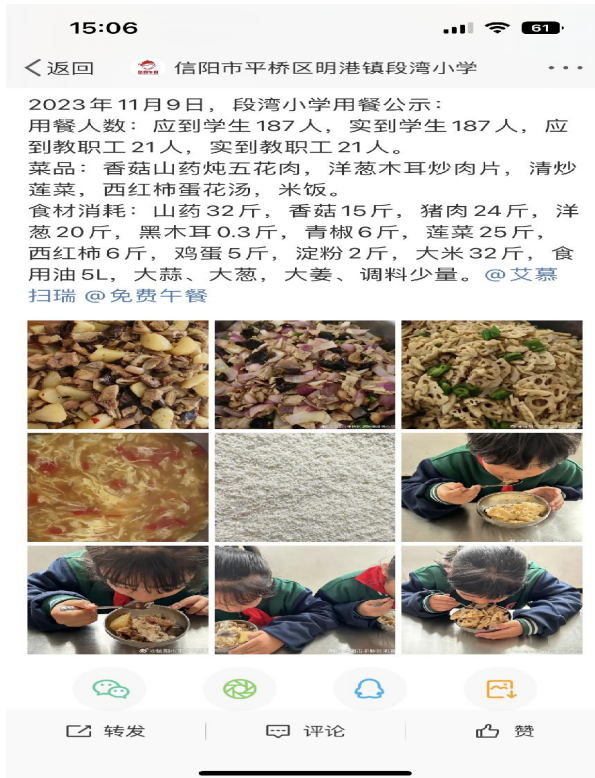 15:06
61
返回
信阳市平桥区明港镇段湾小学
2023年11月9日，段湾小学用餐公示：
用餐人数：应到学生187人，实到学生187人，应
到教职工21人，实到教职工21人。
菜品：香菇山药炖五花肉，洋葱木耳炒肉片，清炒
莲菜，西红柿蛋花汤，米饭。
食材消耗：山药32斤，香菇15斤，猪肉24斤，洋
葱20斤，黑木耳0.3斤，青椒6斤，莲菜25斤，
西红柿6斤，鸡蛋5斤，淀粉2斤，大米32斤，食
用油5L，大蒜、大葱，大姜、调料少量。@艾慕
扫瑞 @免费午餐
转发
评论
赞